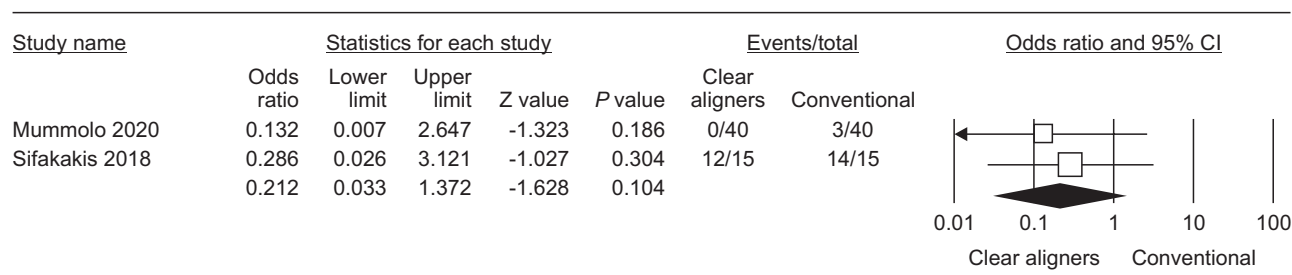 Study name Statistics for each study Events/total Odds ratio and 95% CI
Odds Lower Upper Clear
ratio limit limit Z value P value aligners Conventional
Mummolo 2020 0.132 0.007 2.647 -1.323 0.186 0/40 3/40
Sifakakis 2018 0.286 0.026 3.121 -1.027 0.304 12/15 14/15
0.212 0.033 1.372 -1.628 0.104
0.01 0.1 1 10 100
Clear aligners Conventional